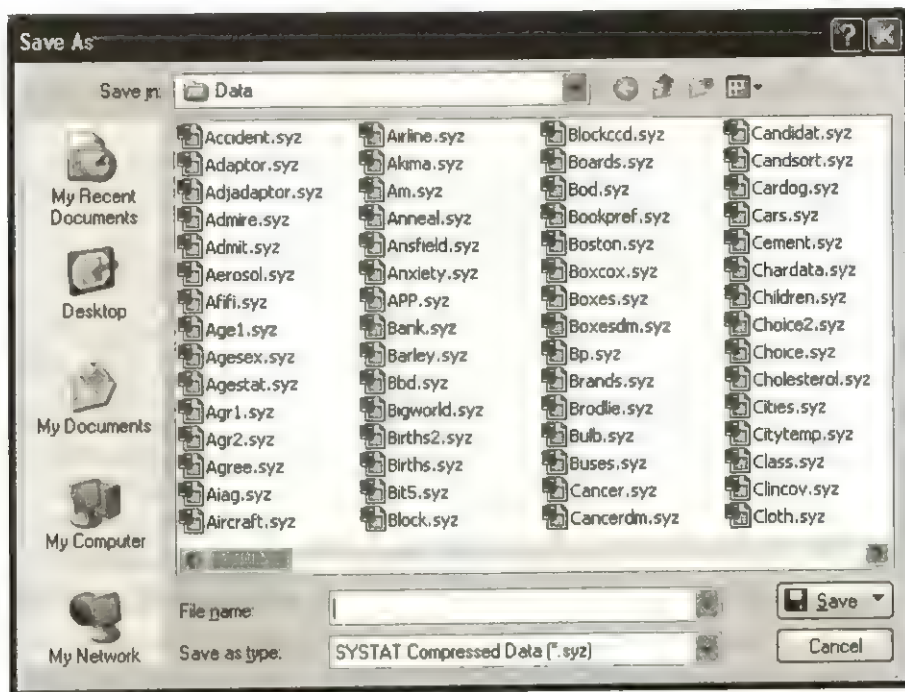 Save As
Save in: Data
My Recent Documents
Desktop
My Documents
My Computer
My Network
Accident.syz
Adaptor.syz
Adjadaptor.syz
Admire.syz
Admit.syz
Aerosol.syz
Afifi.syz
Age1.syz
Agesex.syz
Agestat.syz
Agr1.syz
Agr2.syz
Agree.syz
Aiag.syz
Aircraft.syz
Airline.syz
Akima.syz
Am.syz
Anneal.syz
Ansfield.syz
Anxiety.syz
APP.syz
Bank.syz
Barley.syz
Bbd.syz
Bigworld.syz
Births2.syz
Births.syz
Bit5.syz
Block.syz
Blockccd.syz
Boards.syz
Bod.syz
Bookpref.syz
Boston.syz
Boxcox.syz
Boxes.syz
Boxesdm.syz
Bp.syz
Brands.syz
Brodlie.syz
Bulb.syz
Buses.syz
Cancer.syz
Cancerdm.syz
Candidat.syz
Candsort.syz
Cardog.syz
Cars.syz
Cement.syz
Chardata.syz
Children.syz
Choice2.syz
Choice.syz
Cholesterol.syz
Cities.syz
Citytemp.syz
Class.syz
Clincov.syz
Cloth.syz
File name:
Save
Save as type: SYSTAT Compressed Data (*.syz)
Cancel